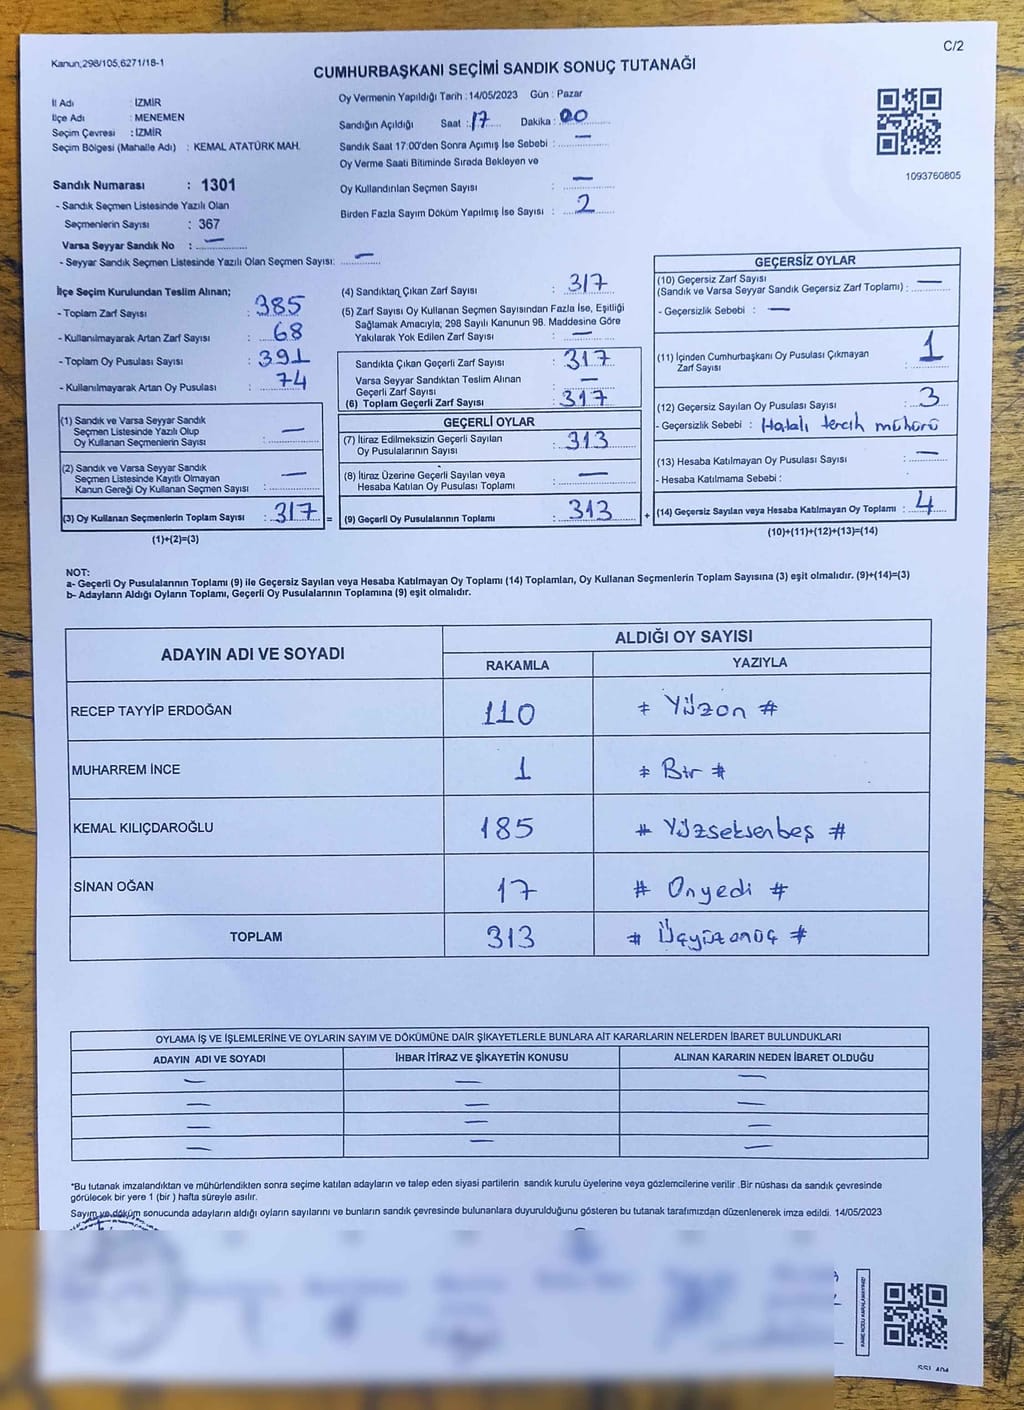 C/2
Kanun,298/105,6271/18-1
CUMHURBAŞKANI SEÇİMİ SANDIK SONUÇ TUTANAĞI
İl Adı : İZMİR
İlçe Adı : MENEMEN
Seçim Çevresi : İZMİR
Seçim Bölgesi (Mahalle Adı) : KEMAL ATATÜRK MAH.
Oy Vermenin Yapıldığı Tarih :14/05/2023 Gün : Pazar
Sandığın Açıldığı Saat : 17 Dakika : 00
Sandık Saat 17:00'den Sonra Açımış İse Sebebi : —
Oy Verme Saati Bitiminde Sırada Bekleyen ve
Oy Kullandırılan Seçmen Sayısı : —
Birden Fazla Sayım Döküm Yapılmış İse Sayısı : 2
1093760805
Sandık Numarası : 1301
- Sandık Seçmen Listesinde Yazılı Olan
Seçmenlerin Sayısı : 367
Varsa Seyyar Sandık No : —
- Seyyar Sandık Seçmen Listesinde Yazılı Olan Seçmen Sayısı: —
İlçe Seçim Kurulundan Teslim Alınan;
- Toplam Zarf Sayısı : 385
- Kullanılmayarak Artan Zarf Sayısı : 68
- Toplam Oy Pusulası Sayısı : 391
- Kullanılmayarak Artan Oy Pusulası : 74
(1) Sandık ve Varsa Seyyar Sandık
Seçmen Listesinde Yazılı Olup
Oy Kullanan Seçmenlerin Sayısı : —
(2) Sandık ve Varsa Seyyar Sandık
Seçmen Listesinde Kayıtlı Olmayan
Kanun Gereği Oy Kullanan Seçmen Sayısı : —
(3) Oy Kullanan Seçmenlerin Toplam Sayısı : 317 =
(1)+(2)=(3)
(4) Sandıktan Çıkan Zarf Sayısı : 317
(5) Zarf Sayısı Oy Kullanan Seçmen Sayısından Fazla İse, Eşitliği
Sağlamak Amacıyla; 298 Sayılı Kanunun 98. Maddesine Göre
Yakılarak Yok Edilen Zarf Sayısı : —
Sandıkta Çıkan Geçerli Zarf Sayısı : 317
Varsa Seyyar Sandıktan Teslim Alınan
Geçerli Zarf Sayısı : —
(6) Toplam Geçerli Zarf Sayısı : 317
GEÇERLİ OYLAR
(7) İtiraz Edilmeksizin Geçerli Sayılan
Oy Pusulalarının Sayısı : 313
(8) İtiraz Üzerine Geçerli Sayılan veya
Hesaba Katılan Oy Pusulası Toplamı : —
(9) Geçerli Oy Pusulalarının Toplamı : 313 +
GEÇERSİZ OYLAR
(10) Geçersiz Zarf Sayısı
(Sandık ve Varsa Seyyar Sandık Geçersiz Zarf Toplamı) : —
- Geçersizlik Sebebi : —
(11) İçinden Cumhurbaşkanı Oy Pusulası Çıkmayan
Zarf Sayısı : 1
(12) Geçersiz Sayılan Oy Pusulası Sayısı : 3
- Geçersizlik Sebebi : Hatalı tercih mührü
(13) Hesaba Katılmayan Oy Pusulası Sayısı : —
- Hesaba Katılmama Sebebi :
(14) Geçersiz Sayılan veya Hesaba Katılmayan Oy Toplamı : 4
(10)+(11)+(12)+(13)=(14)
NOT:
a- Geçerli Oy Pusulalarının Toplamı (9) ile Geçersiz Sayılan veya Hesaba Katılmayan Oy Toplamı (14) Toplamları, Oy Kullanan Seçmenlerin Toplam Sayısına (3) eşit olmalıdır. (9)+(14)=(3)
b- Adayların Aldığı Oyların Toplamı, Geçerli Oy Pusulalarının Toplamına (9) eşit olmalıdır.
ADAYIN ADI VE SOYADI
ALDIĞI OY SAYISI
RAKAMLA YAZIYLA
RECEP TAYYİP ERDOĞAN 110 # Yüzon #
MUHARREM İNCE 1 # Bir #
KEMAL KILIÇDAROĞLU 185 # Yüzseksenbeş #
SİNAN OĞAN 17 # Onyedi #
TOPLAM 313 # Üçyüzonüç #
OYLAMA İŞ VE İŞLEMLERİNE VE OYLARIN SAYIM VE DÖKÜMÜNE DAİR ŞİKAYETLERLE BUNLARA AİT KARARLARIN NELERDEN İBARET BULUNDUKLARI
ADAYIN ADI VE SOYADI İHBAR İTİRAZ VE ŞİKAYETİN KONUSU ALINAN KARARIN NEDEN İBARET OLDUĞU
— — —
— — —
— — —
— — —
*Bu tutanak imzalandıktan ve mühürlendikten sonra seçime katılan adayların ve talep eden siyasi partilerin sandık kurulu üyelerine veya gözlemcilerine verilir .Bir nüshası da sandık çevresinde
görülecek bir yere 1 (bir ) hafta süreyle asılır.
Sayım ve döküm sonucunda adayların aldığı oyların sayılarını ve bunların sandık çevresinde bulunanlara duyurulduğunu gösteren bu tutanak tarafımızdan düzenlenerek imza edildi. 14/05/2023